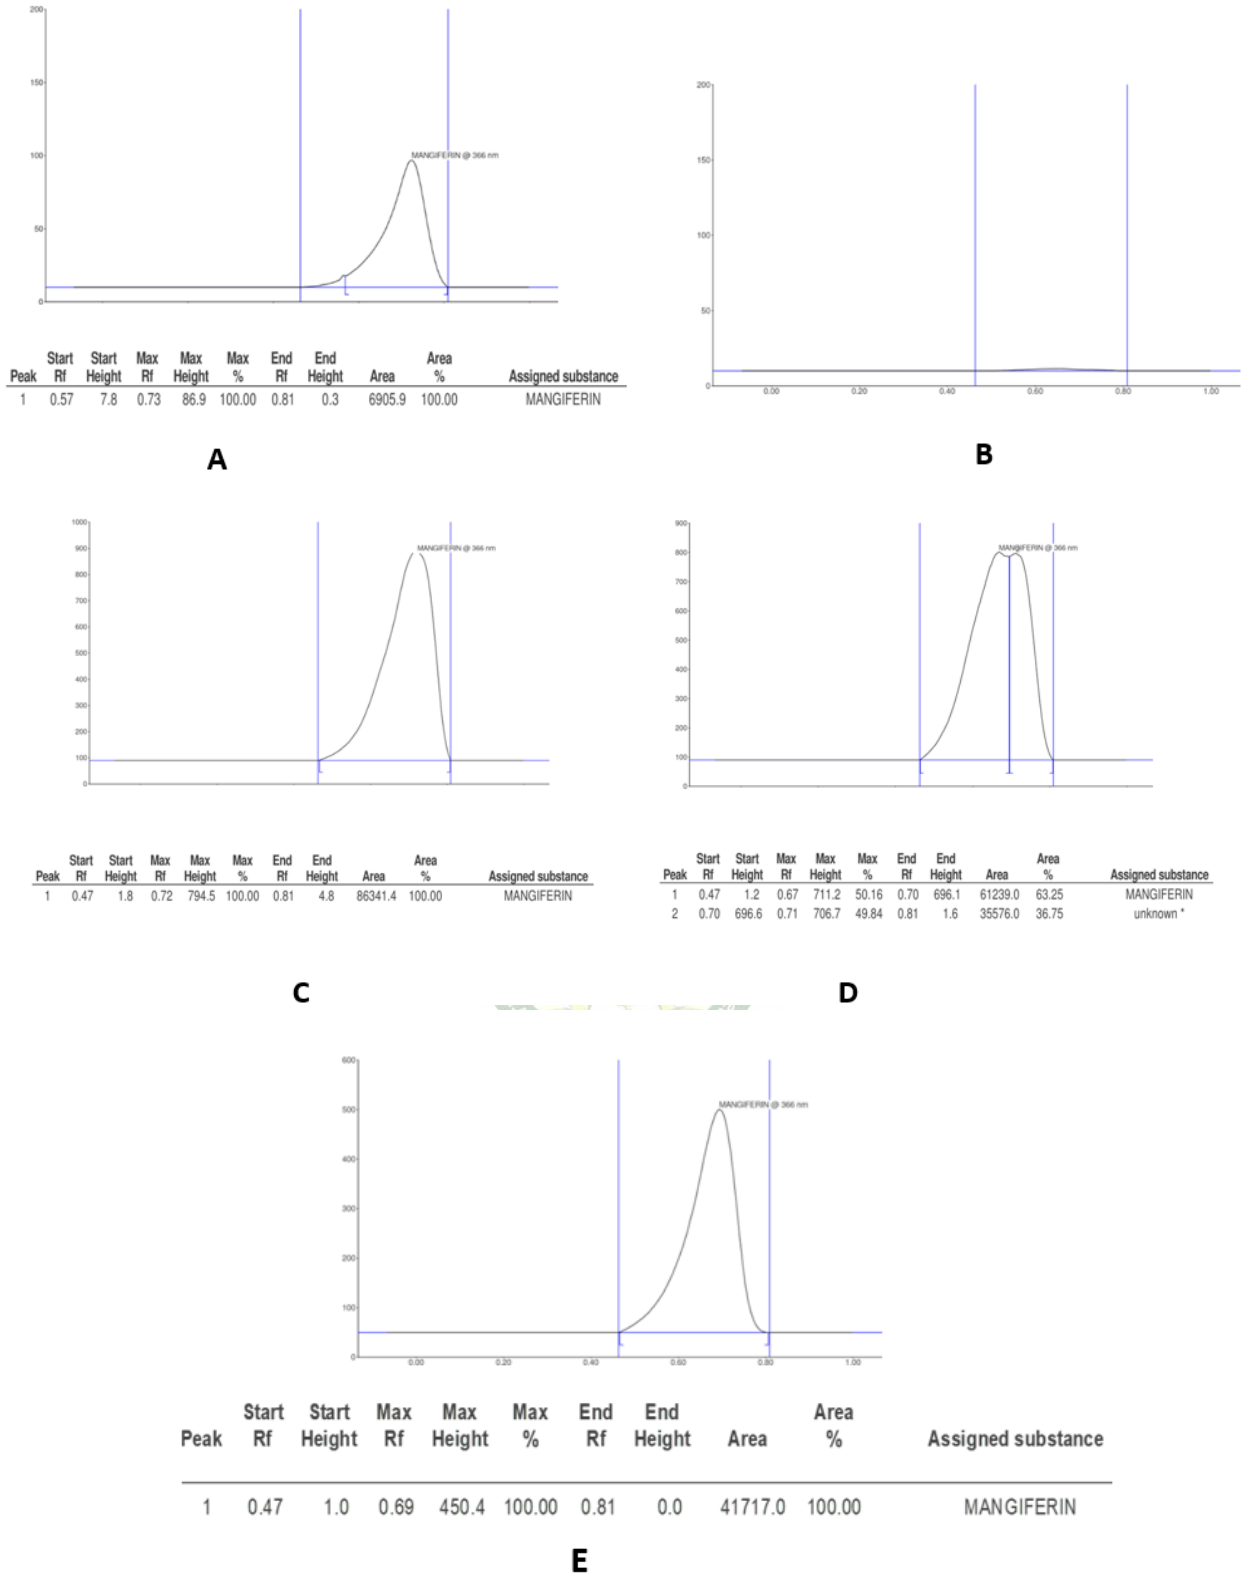 200
150
100
50
0
MANGIFERIN @ 366 nm
Peak Start Rf Start Height Max Rf Max Height Max % End Rf End Height Area Area % Assigned substance
1 0.57 7.8 0.73 86.9 100.00 0.81 0.3 6905.9 100.00 MANGIFERIN
A
200
150
100
50
0
0.00 0.20 0.40 0.60 0.80 1.00
B
1000
900
800
700
600
500
400
300
200
100
0
MANGIFERIN @ 366 nm
Peak Start Rf Start Height Max Rf Max Height Max % End Rf End Height Area Area % Assigned substance
1 0.47 1.8 0.72 794.5 100.00 0.81 4.8 86341.4 100.00 MANGIFERIN
C
900
800
700
600
500
400
300
200
100
0
MANGIFERIN @ 366 nm
Peak Start Rf Start Height Max Rf Max Height Max % End Rf End Height Area Area % Assigned substance
1 0.47 1.2 0.67 711.2 50.16 0.70 696.1 61239.0 63.25 MANGIFERIN
2 0.70 696.6 0.71 706.7 49.84 0.81 1.6 35576.0 36.75 unknown *
D
600
500
400
300
200
100
0
MANGIFERIN @ 366 nm
0.00 0.20 0.40 0.60 0.80 1.00
Peak Start Rf Start Height Max Rf Max Height Max % End Rf End Height Area Area % Assigned substance
1 0.47 1.0 0.69 450.4 100.00 0.81 0.0 41717.0 100.00 MANGIFERIN
E